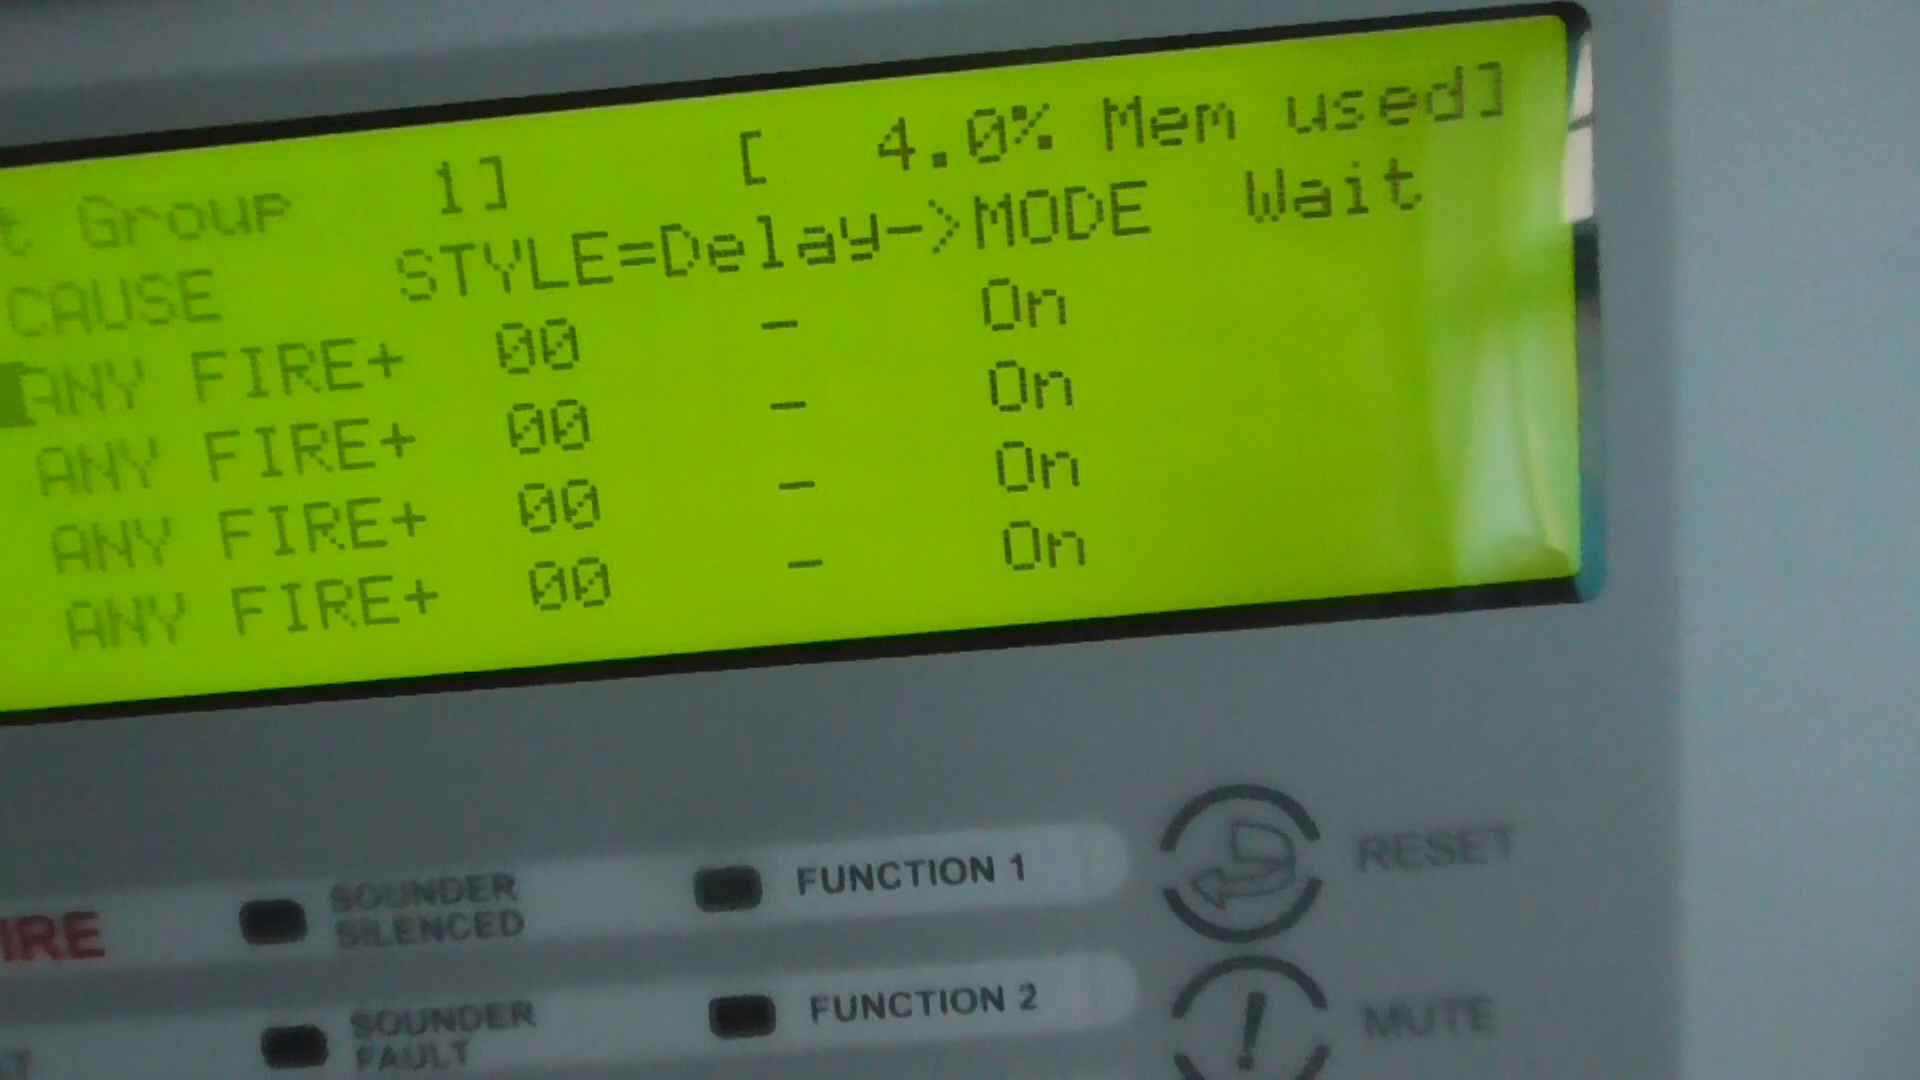 t Group 1] [ 4.0% Mem used]
CAUSE STYLE=Delay->MODE Wait
ANY FIRE+ 00 - On
ANY FIRE+ 00 - On
ANY FIRE+ 00 - On
ANY FIRE+ 00 - On
IRE
SOUNDER
SILENCED
FUNCTION 1
RESET
SOUNDER
FAULT
FUNCTION 2
MUTE